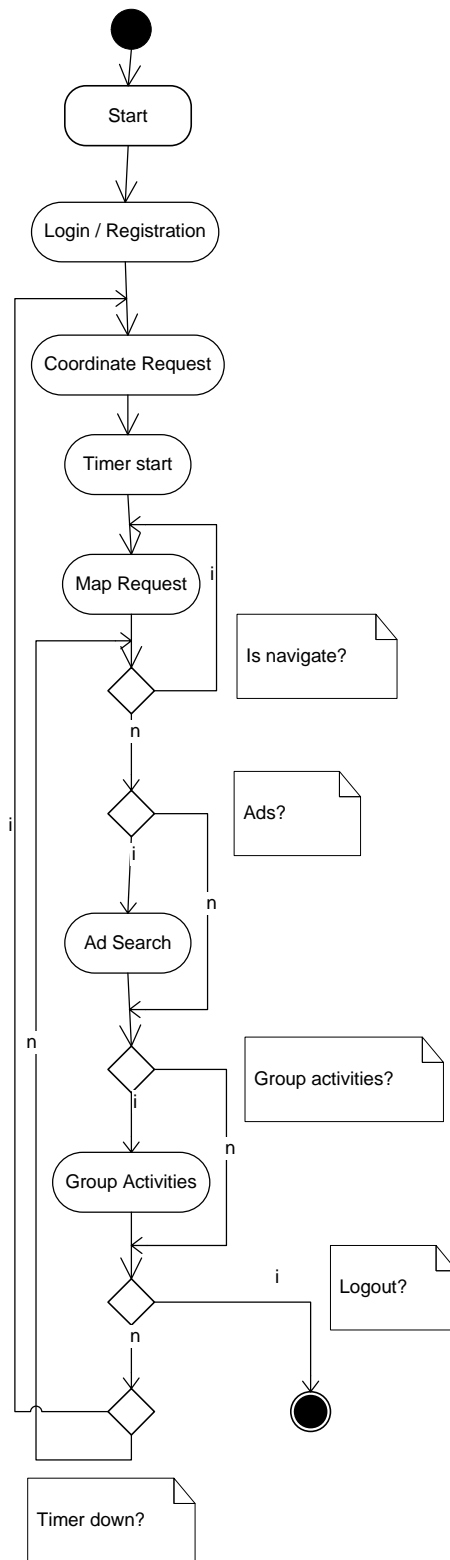 Start
Login / Registration
Coordinate Request
Timer start
Map Request
i
Is navigate?
n
Ads?
i
i
n
Ad Search
n
Group activities?
i
n
Group Activities
i
Logout?
n
Timer down?